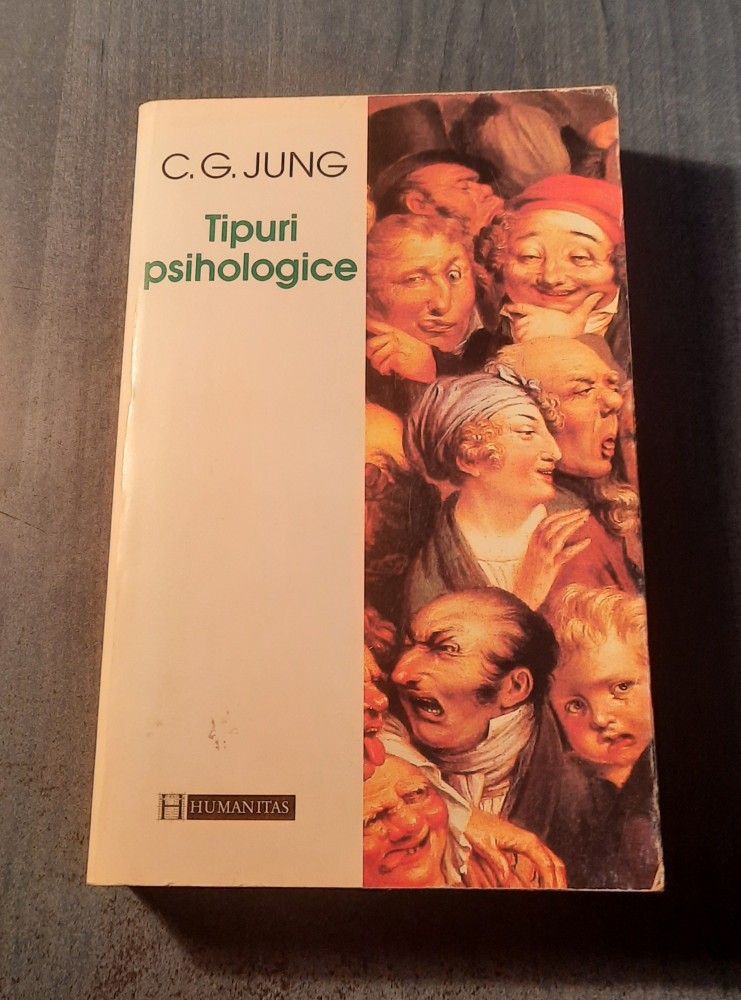 C. G. JUNG
Tipuri
psihologice
H HUMANITAS